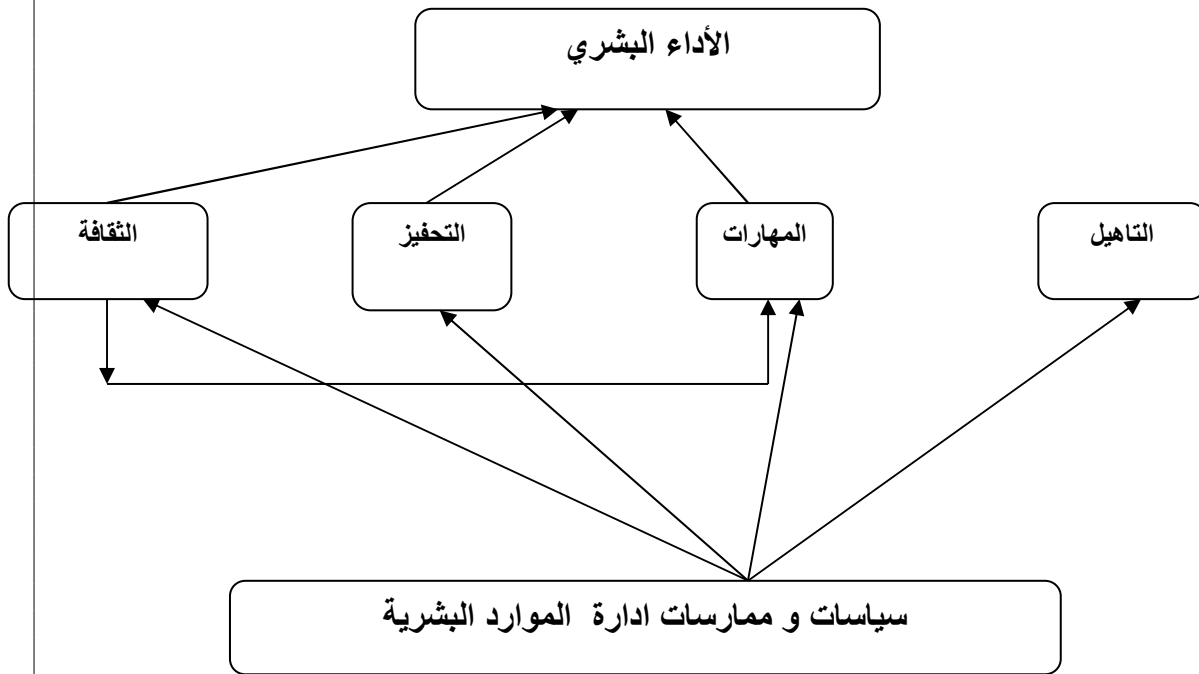 الأداء البشري
التاهيل
المهارات
التحفيز
الثقافة
سياسات و ممارسات ادارة الموارد البشرية